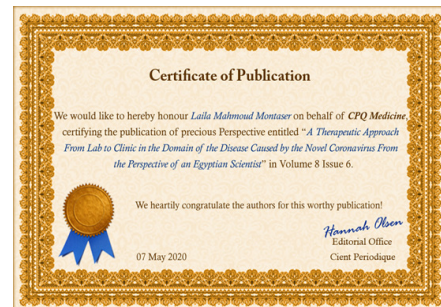 Certificate of Publication
We would like to hereby honour Laila Mahmoud Montaser on behalf of CPQ Medicine,
certifying the publication of precious Perspective entitled “A Therapeutic Approach
From Lab to Clinic in the Domain of the Disease Caused by the Novel Coronavirus From
the Perspective of an Egyptian Scientist” in Volume 8 Issue 6.
We heartily congratulate the authors for this worthy publication!
Hannah Olsen
Editorial Office
07 May 2020 Cient Periodique